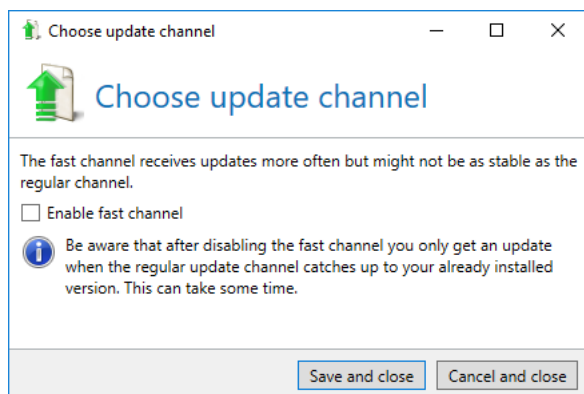 Choose update channel
Choose update channel
The fast channel receives updates more often but might not be as stable as the
regular channel.
Enable fast channel
Be aware that after disabling the fast channel you only get an update
when the regular update channel catches up to your already installed
version. This can take some time.
Save and close
Cancel and close